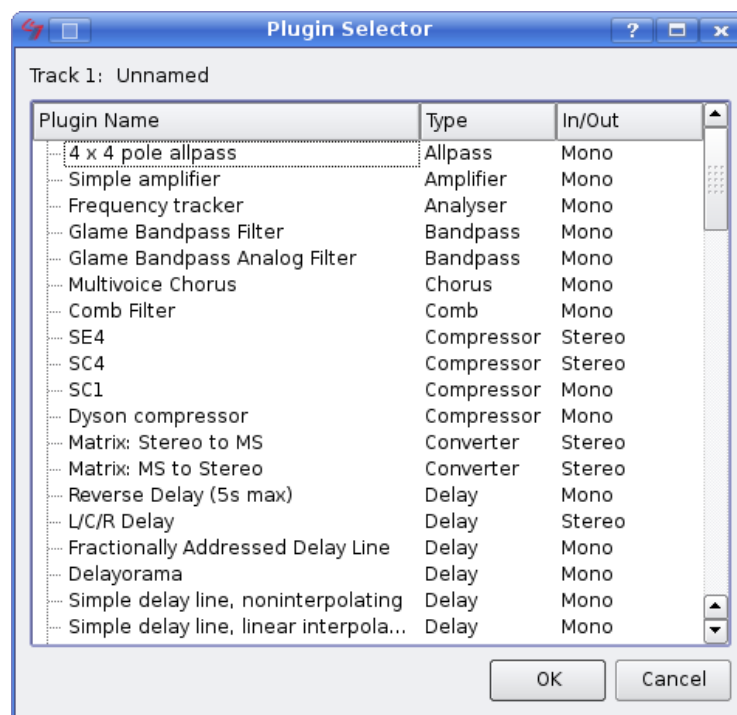 Plugin Selector
Track 1: Unnamed
Plugin Name Type In/Out
4 x 4 pole allpass Allpass Mono
Simple amplifier Amplifier Mono
Frequency tracker Analyser Mono
Glame Bandpass Filter Bandpass Mono
Glame Bandpass Analog Filter Bandpass Mono
Multivoice Chorus Chorus Mono
Comb Filter Comb Mono
SE4 Compressor Stereo
SC4 Compressor Stereo
SC1 Compressor Mono
Dyson compressor Compressor Mono
Matrix: Stereo to MS Converter Stereo
Matrix: MS to Stereo Converter Stereo
Reverse Delay (5s max) Delay Mono
L/C/R Delay Delay Stereo
Fractionally Addressed Delay Line Delay Mono
Delayorama Delay Mono
Simple delay line, noninterpolating Delay Mono
Simple delay line, linear interpola... Delay Mono
OK Cancel